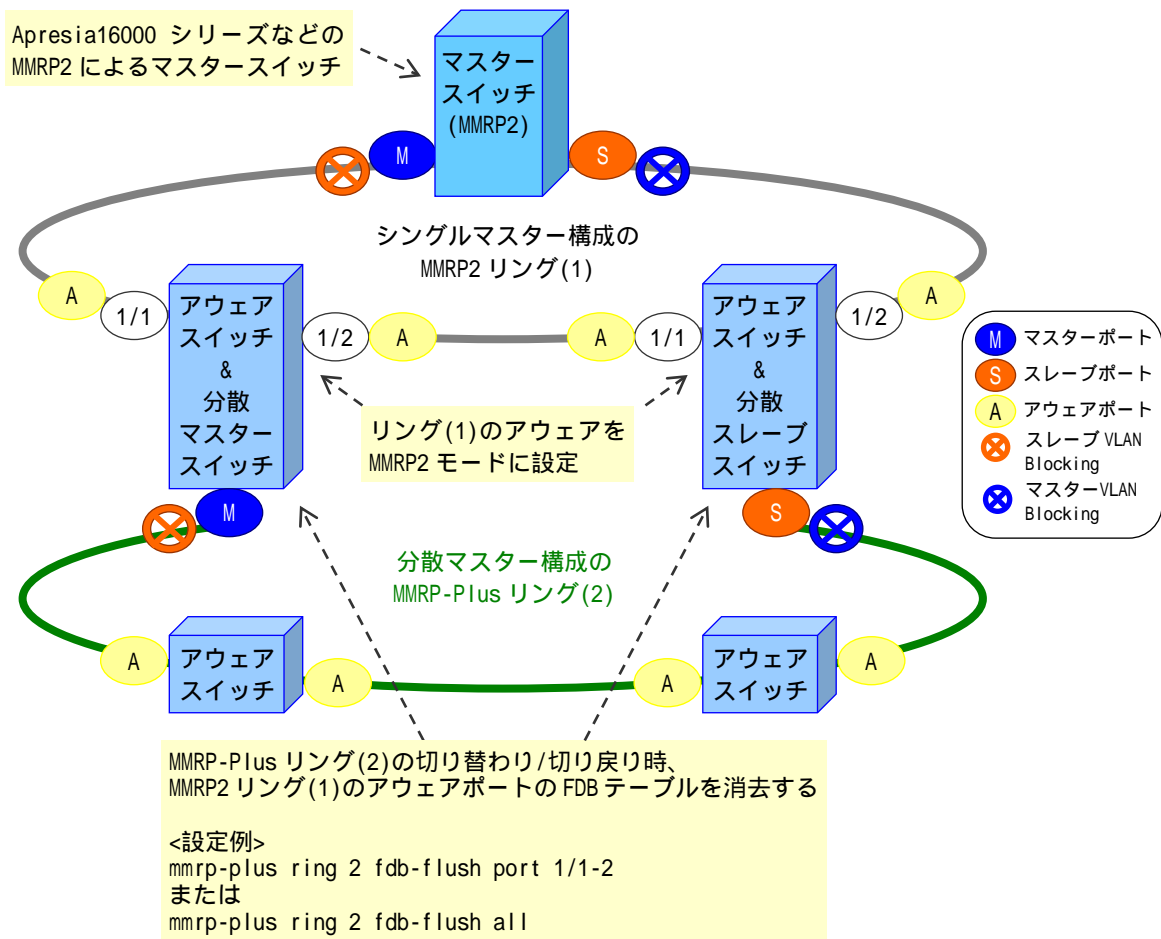 Apresia16000 シリーズなどの
MMRP2 によるマスタースイッチ
マスター
スイッチ
(MMRP2)
M
S
シングルマスター構成の
MMRP2 リング(1)
A
1/1
アウェア
スイッチ
&
分散
マスター
スイッチ
1/2
A
A
1/1
アウェア
スイッチ
&
分散
スレーブ
スイッチ
1/2
A
M
マスターポート
S
スレーブポート
A
アウェアポート
スレーブ VLAN
Blocking
マスターVLAN
Blocking
リング(1)のアウェアを
MMRP2 モードに設定
M
S
分散マスター構成の
MMRP-Plus リング(2)
A
アウェア
スイッチ
A
A
アウェア
スイッチ
A
MMRP-Plus リング(2)の切り替わり/切り戻り時、
MMRP2 リング(1)のアウェアポートの FDB テーブルを消去する
<設定例>
mmrp-plus ring 2 fdb-flush port 1/1-2
または
mmrp-plus ring 2 fdb-flush all